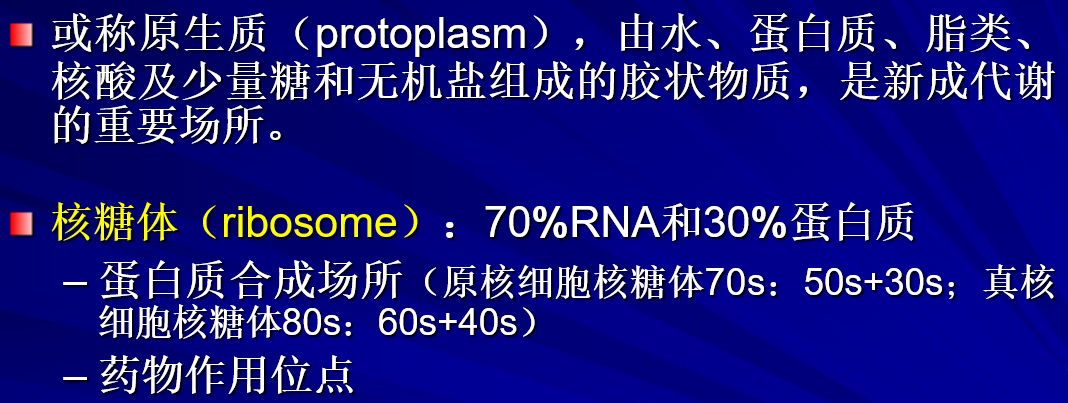 或称原生质（protoplasm），由水、蛋白质、脂类、
核酸及少量糖和无机盐组成的胶状物质，是新成代谢
的重要场所。
核糖体（ribosome）：70%RNA和30%蛋白质
– 蛋白质合成场所（原核细胞核糖体70s：50s+30s；真核
细胞核糖体80s：60s+40s）
– 药物作用位点